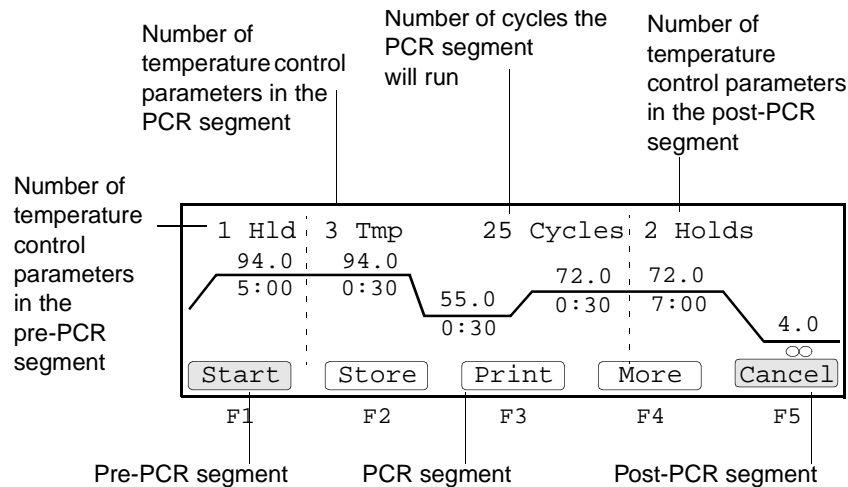 Number of
temperature control
parameters in the
PCR segment
Number of cycles the
PCR segment
will run
Number of
temperature
control parameters
in the post-PCR
segment
Number of
temperature
control
parameters
in the
pre-PCR
segment
1 Hld 3 Tmp 25 Cycles 2 Holds
94.0 94.0 72.0 72.0
5:00 0:30 55.0 0:30 7:00
0:30 4.0
∞
Start Store Print More Cancel
F1 F2 F3 F4 F5
Pre-PCR segment PCR segment Post-PCR segment